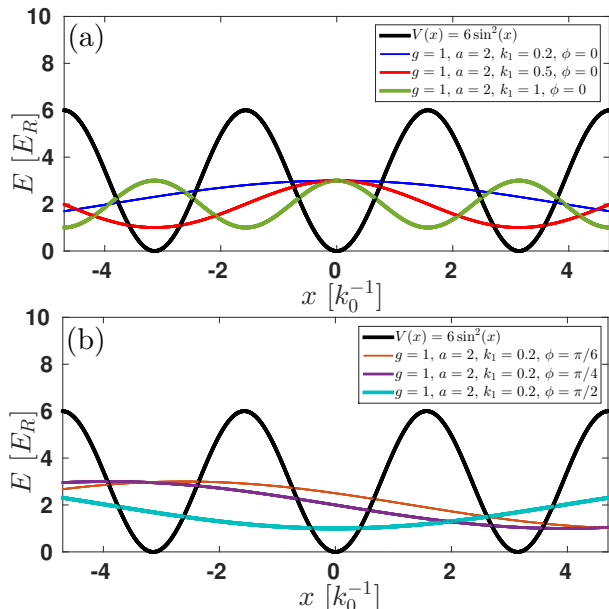 (a)
V(x) = 6 sin²(x)
g = 1, a = 2, k₁ = 0.2, ϕ = 0
g = 1, a = 2, k₁ = 0.5, ϕ = 0
g = 1, a = 2, k₁ = 1, ϕ = 0
10
8
6
4
2
0
E [E_R]
-4 -2 0 2 4
x [k₀⁻¹]
(b)
V(x) = 6 sin²(x)
g = 1, a = 2, k₁ = 0.2, ϕ = π/6
g = 1, a = 2, k₁ = 0.2, ϕ = π/4
g = 1, a = 2, k₁ = 0.2, ϕ = π/2
10
8
6
4
2
0
E [E_R]
-4 -2 0 2 4
x [k₀⁻¹]